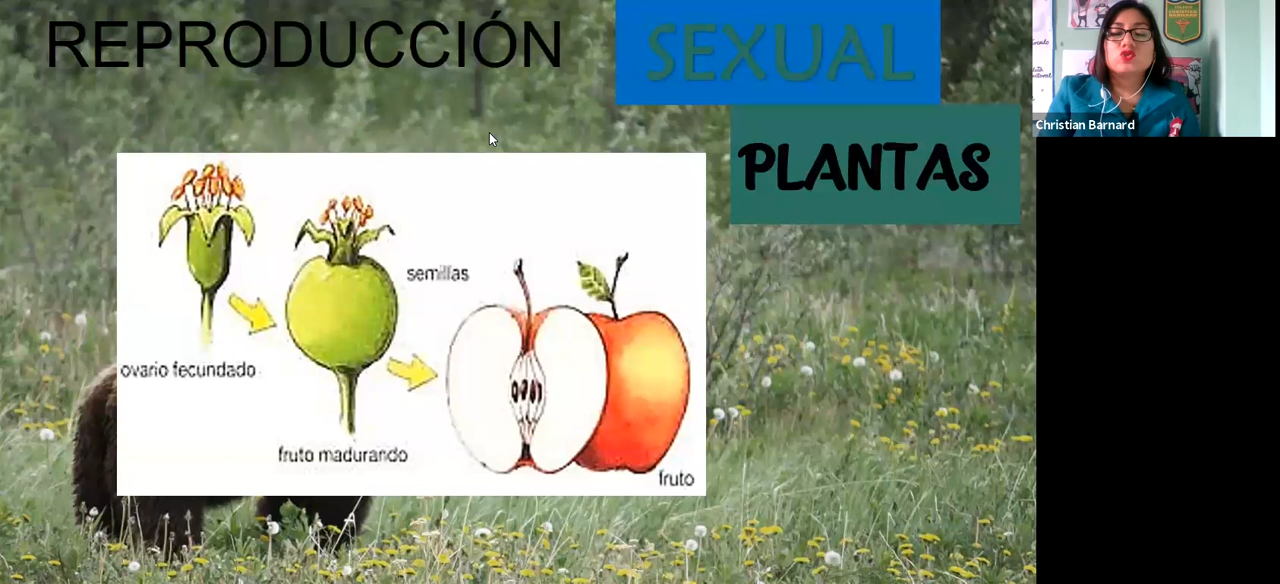 REPRODUCCIÓN
SEXUAL
PLANTAS
semillas
ovario fecundado
fruto madurando
fruto
Christian Barnard